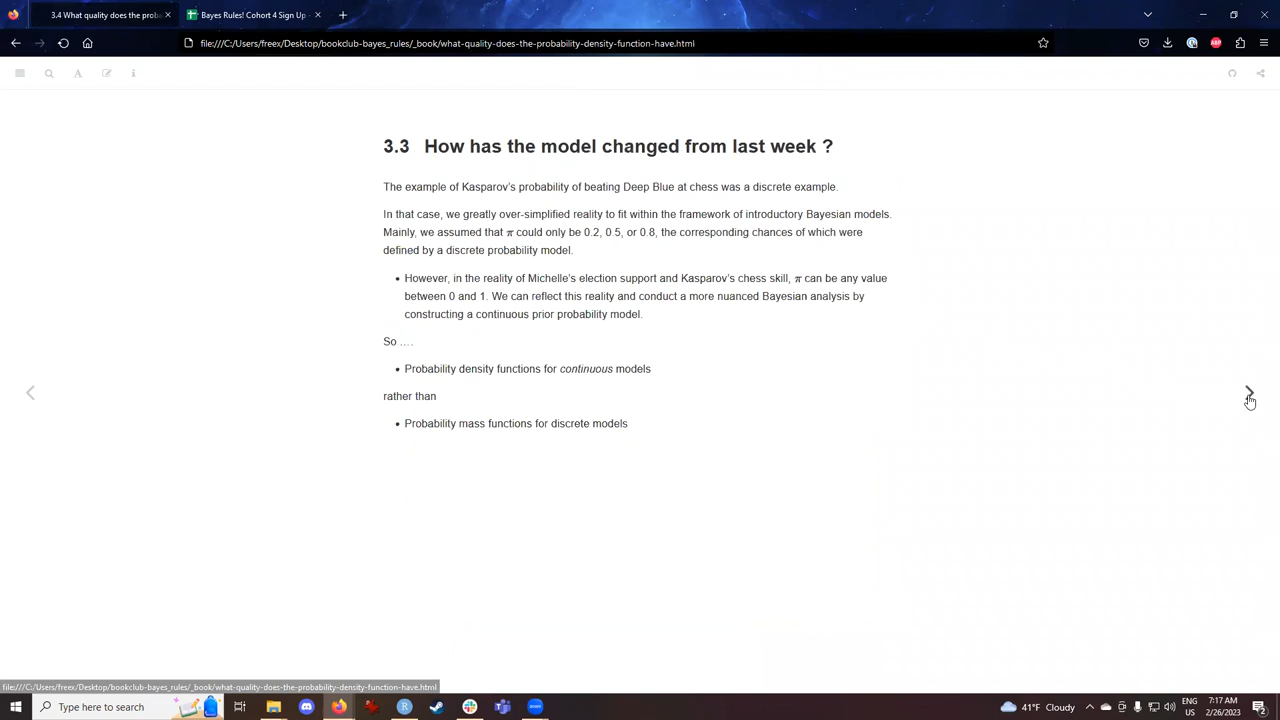 3.4 What quality does the proba
Bayes Rules! Cohort 4 Sign Up -
file:///C:/Users/freex/Desktop/bookclub-bayes_rules/_book/what-quality-does-the-probability-density-function-have.html
ABP
3.3 How has the model changed from last week ?
The example of Kasparov's probability of beating Deep Blue at chess was a discrete example.
In that case, we greatly over-simplified reality to fit within the framework of introductory Bayesian models.
Mainly, we assumed that π could only be 0.2, 0.5, or 0.8, the corresponding chances of which were
defined by a discrete probability model.
• However, in the reality of Michelle's election support and Kasparov's chess skill, π can be any value
between 0 and 1. We can reflect this reality and conduct a more nuanced Bayesian analysis by
constructing a continuous prior probability model.
So ….
• Probability density functions for continuous models
rather than
• Probability mass functions for discrete models
file:///C:/Users/freex/Desktop/bookclub-bayes_rules/_book/what-quality-does-the-probability-density-function-have.html
Type here to search
41°F Cloudy
ENG
US
7:17 AM
2/26/2023
2